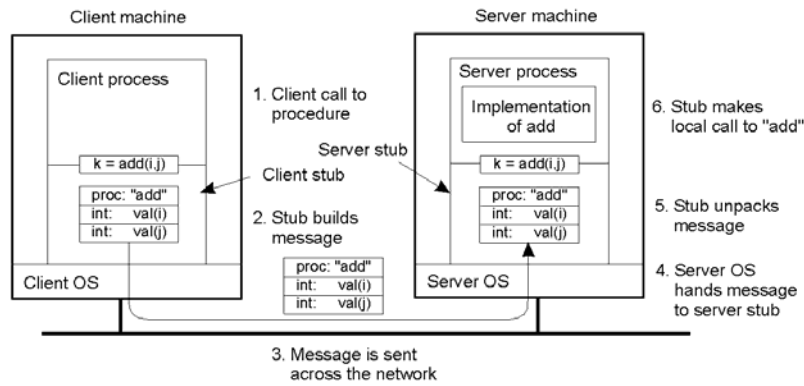 Client machine
Server machine
Client process
1. Client call to
procedure
Server process
Implementation
of add
6. Stub makes
local call to "add"
Server stub
k = add(i,j)
k = add(i,j)
Client stub
proc: "add"
int: val(i)
int: val(j)
2. Stub builds
message
proc: "add"
int: val(i)
int: val(j)
proc: "add"
int: val(i)
int: val(j)
5. Stub unpacks
message
Client OS
Server OS
4. Server OS
hands message
to server stub
3. Message is sent
across the network